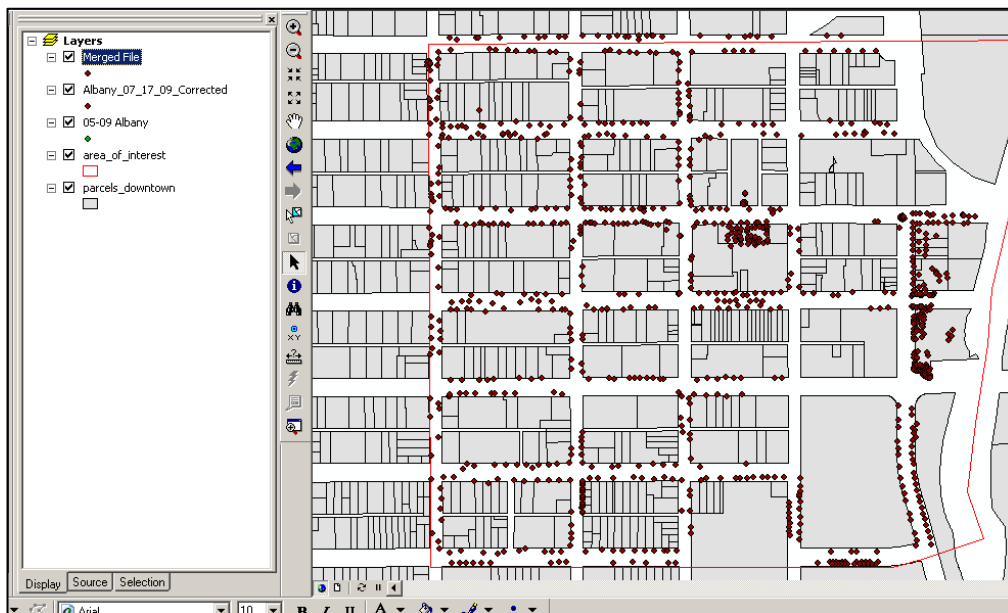 Layers
Merged File
Albany_07_17_09_Corrected
05-09 Albany
area_of_interest
parcels_downtown
XY
Display Source Selection
Arial 10 B I U A